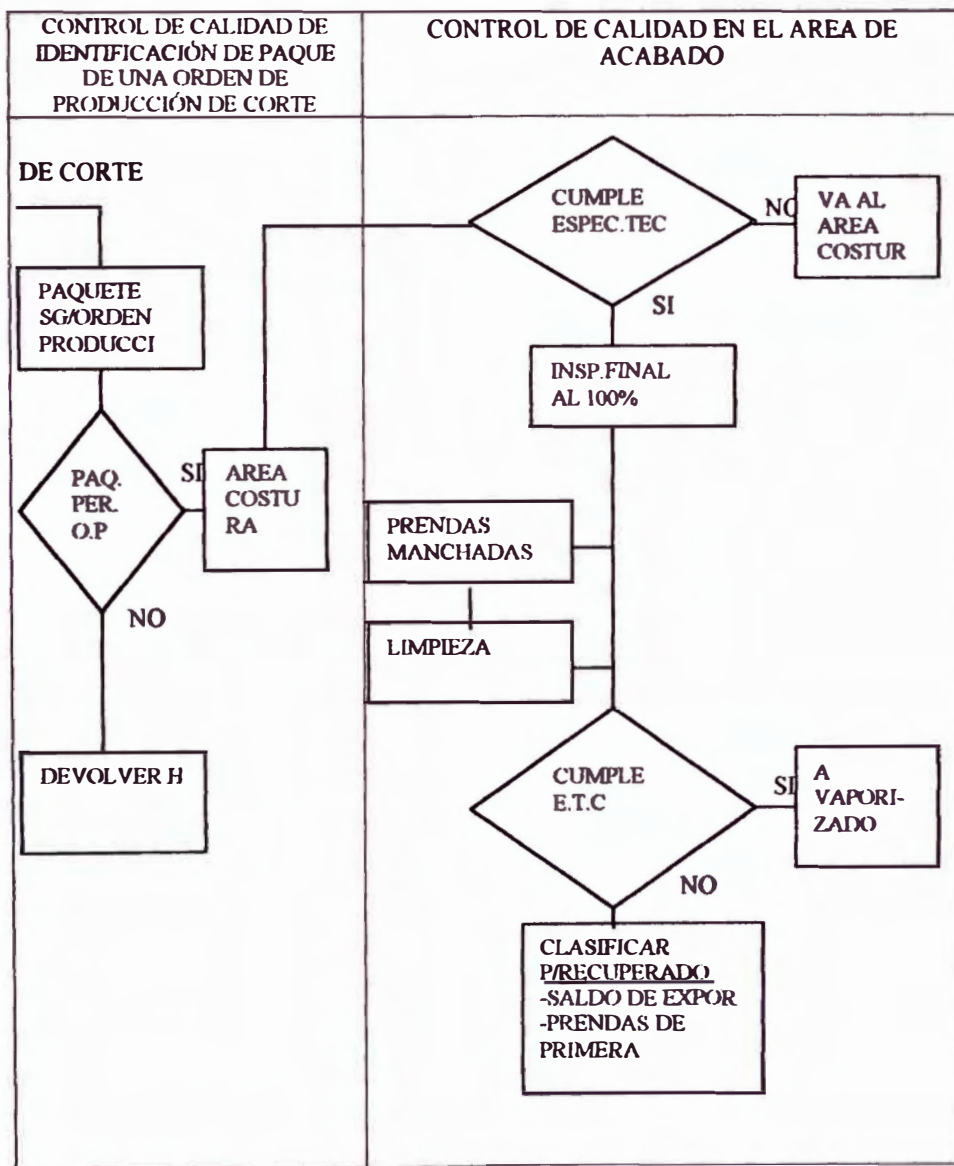 CONTROL DE CALIDAD DE
IDENTIFICACIÓN DE PAQUE
DE UNA ORDEN DE
PRODUCCIÓN DE CORTE
CONTROL DE CALIDAD EN EL AREA DE
ACABADO
DE CORTE
PAQUETE
SG/ORDEN
PRODUCCI
PAQ.
PER.
O.P
SI
AREA
COSTU
RA
NO
DEVOLVER H
CUMPLE
ESPEC.TEC
NO
VA AL
AREA
COSTUR
SI
INSP.FINAL
AL 100%
PRENDAS
MANCHADAS
LIMPIEZA
CUMPLE
E.T.C
SI
A
VAPORI-
ZADO
NO
CLASIFICAR
P/RECUPERADO
-SALDO DE EXPOR
-PRENDAS DE
PRIMERA